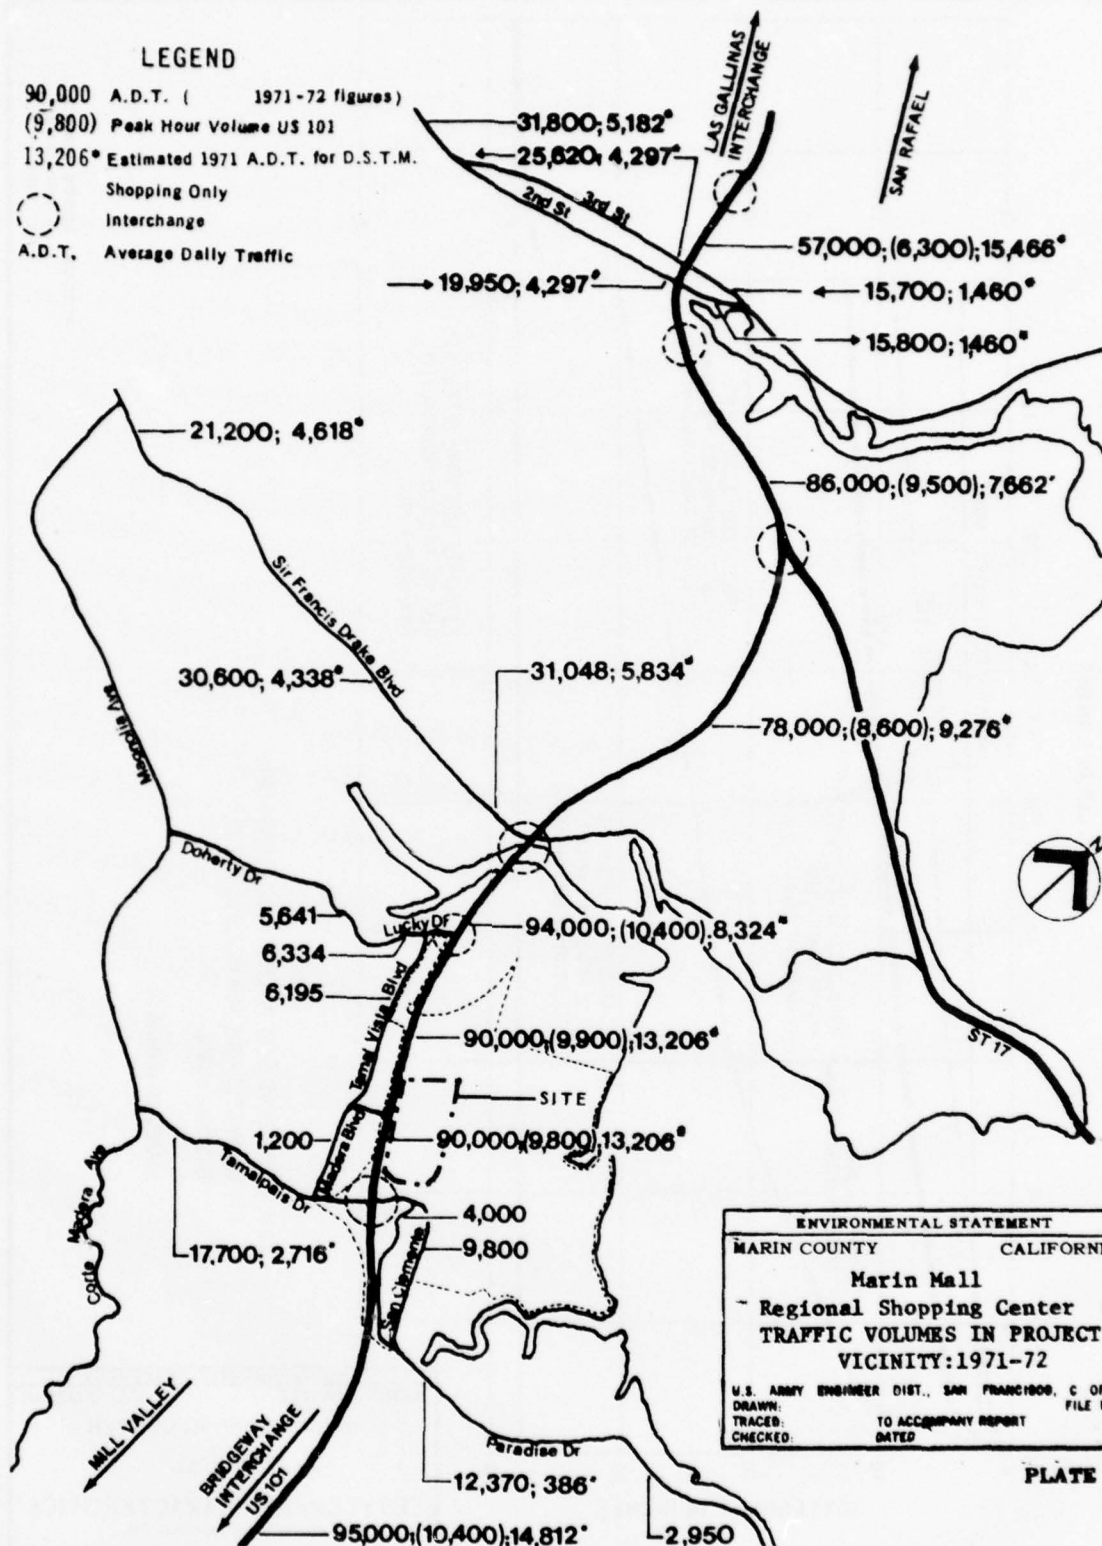 LEGEND
90,000 A.D.T. ( 1971-72 figures)
(9,800) Peak Hour Volume US 101
13,206* Estimated 1971 A.D.T. for D.S.T.M.
Shopping Only
Interchange
A.D.T. Average Daily Traffic
LAS GALLINAS
INTERCHANGE
SAN RAFAEL
31,800; 5,182*
25,620; 4,297*
3rd St
2nd St
57,000; (6,300); 15,466*
19,950; 4,297*
15,700; 1,460*
15,800; 1,460*
21,200; 4,618*
86,000; (9,500); 7,662*
Sir Francis Drake Blvd
30,600; 4,338*
31,048; 5,834*
78,000; (8,600); 9,276*
Magnolia Ave
Doherty Dr
N
5,641
Lucky Dr
94,000; (10,400), 8,324*
6,334
6,195
Tamal Vista Blvd
90,000, (9,900), 13,206*
ST 17
SITE
1,200
Madera Blvd
90,000, (9,800), 13,206*
Tamalpais Dr
4,000
9,800
San Clemente
17,700; 2,716*
Corte Madera Ave
MILL VALLEY
BRIDGEWAY
INTERCHANGE
US 101
Paradise Dr
12,370; 386*
95,000; (10,400); 14,812*
2,950
ENVIRONMENTAL STATEMENT
MARIN COUNTY CALIFORNI
Marin Mall
Regional Shopping Center
TRAFFIC VOLUMES IN PROJECT
VICINITY:1971-72
U.S. ARMY ENGINEER DIST., SAN FRANCISCO, C OF
DRAWN: FILE
TRACED: TO ACCOMPANY REPORT
CHECKED: DATED
PLATE